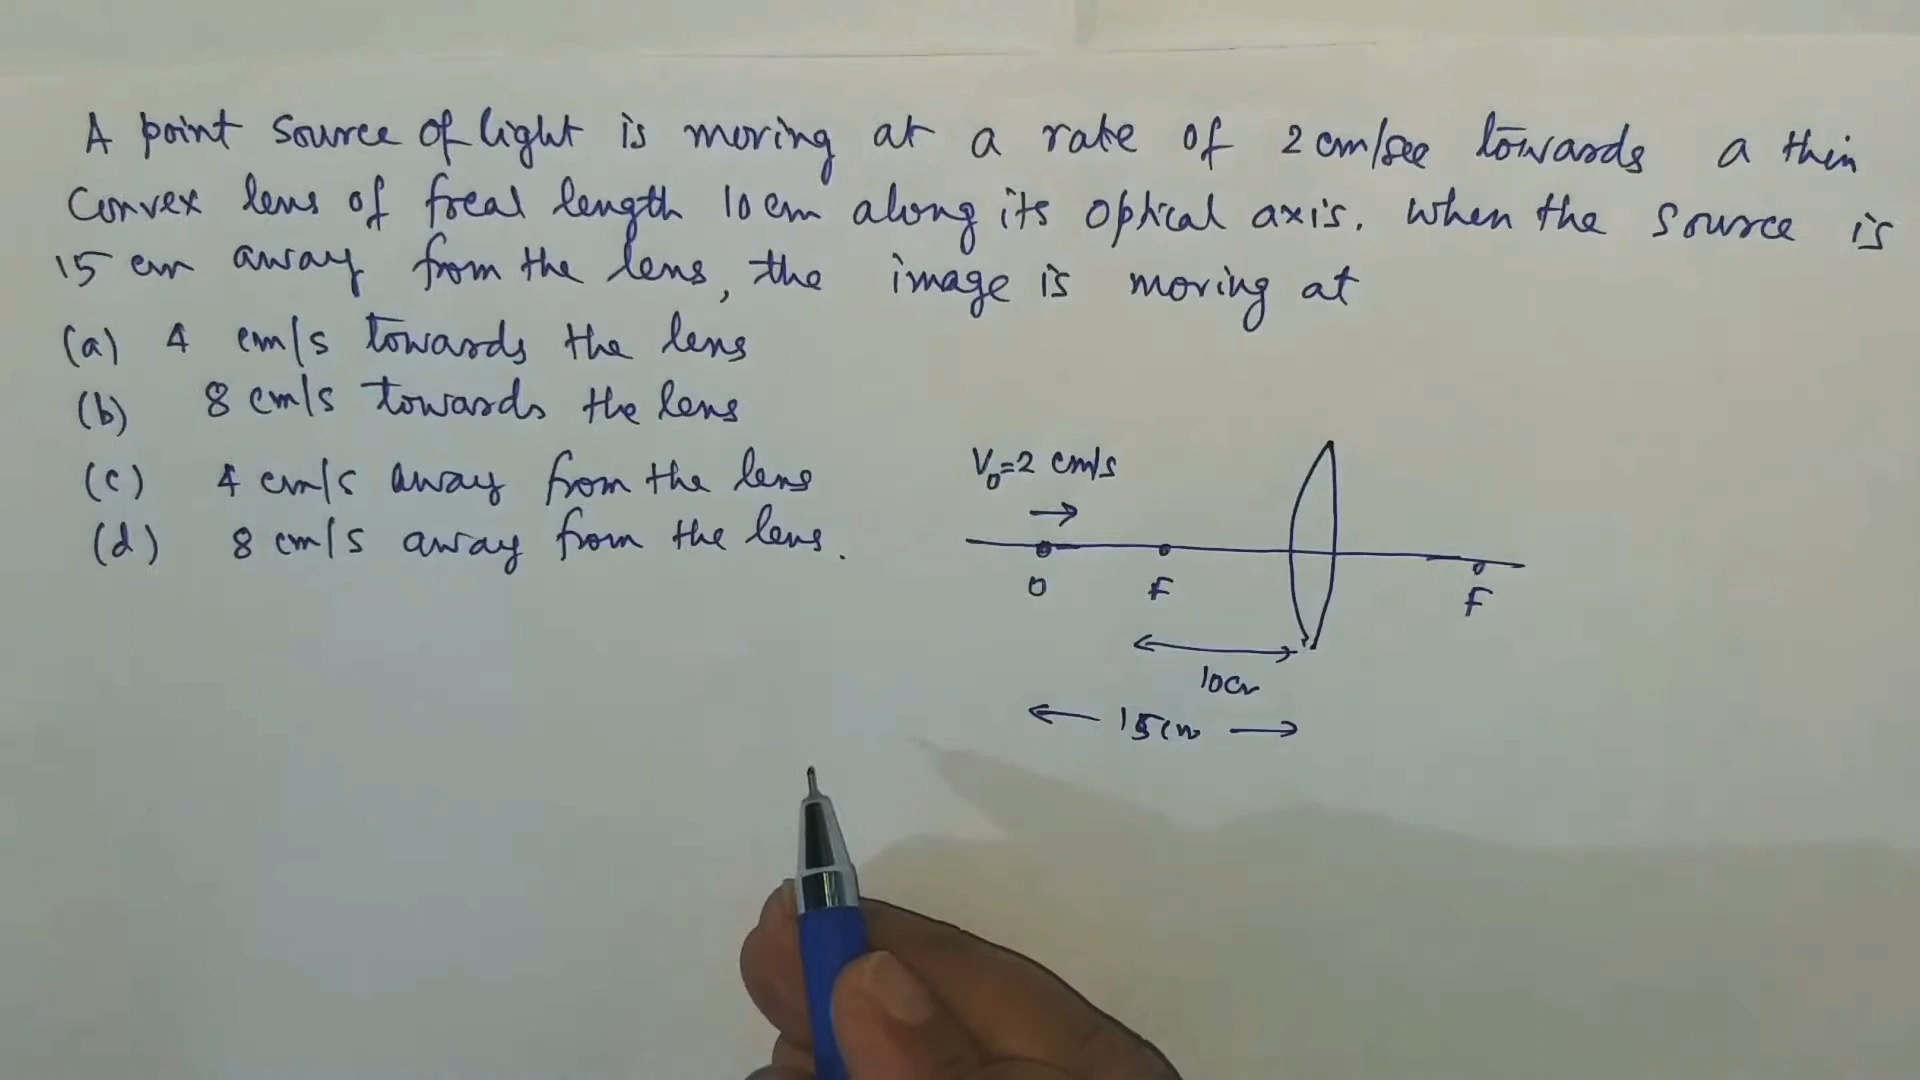 A point source of light is moving at a rate of 2 cm/sec towards a thin
convex lens of focal length 10 cm along its optical axis. When the source is
15 cm away from the lens, the image is moving at
(a) 4 cm/s towards the lens
(b) 8 cm/s towards the lens
(c) 4 cm/s away from the lens
(d) 8 cm/s away from the lens.
V₀=2 cm/s
O F F
10cm
15cm